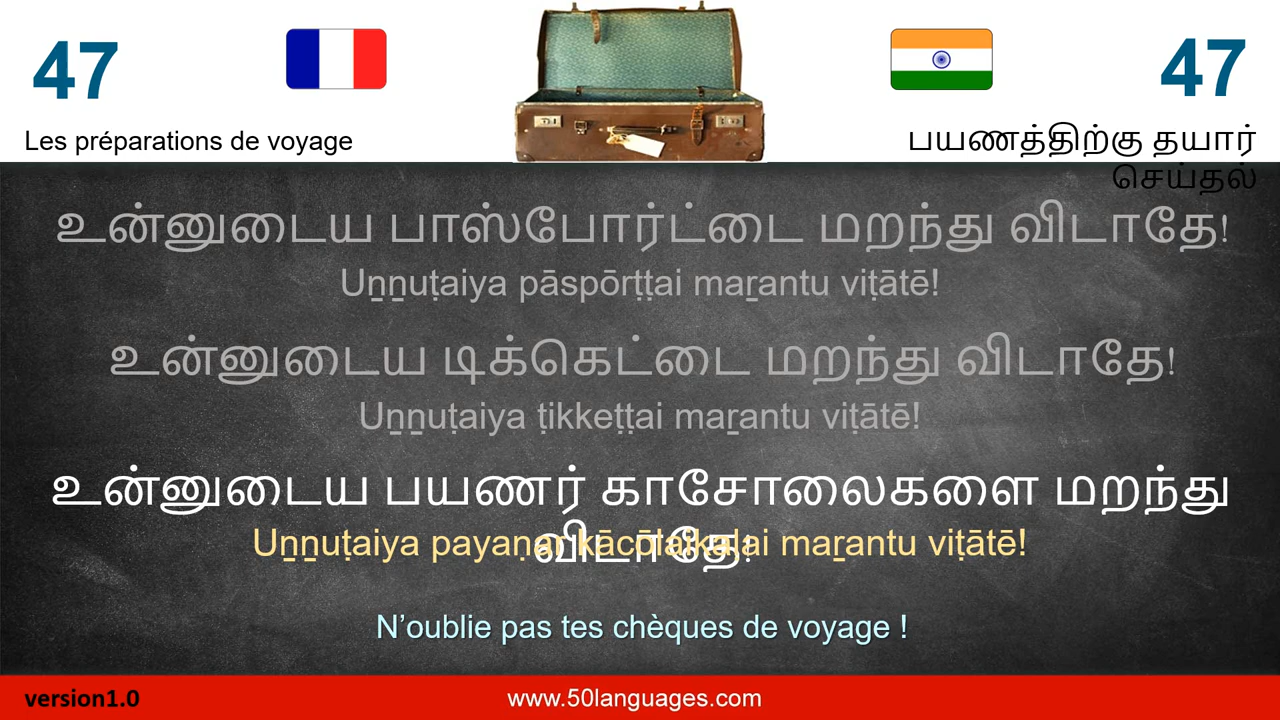 47
47
Les préparations de voyage
பயணத்திற்கு தயார்
செய்தல்
உன்னுடைய பாஸ்போர்ட்டை மறந்து விடாதே!
Uṉṉuṭaiya pāspōrṭṭai maṟantu viṭātē!
உன்னுடைய டிக்கெட்டை மறந்து விடாதே!
Uṉṉuṭaiya ṭikkeṭṭai maṟantu viṭātē!
உன்னுடைய பயணர் காசோலைகளை மறந்து
விடாதே!
Uṉṉuṭaiya payaṇar kācōlaikaḷai maṟantu viṭātē!
N’oublie pas tes chèques de voyage !
version1.0
www.50languages.com